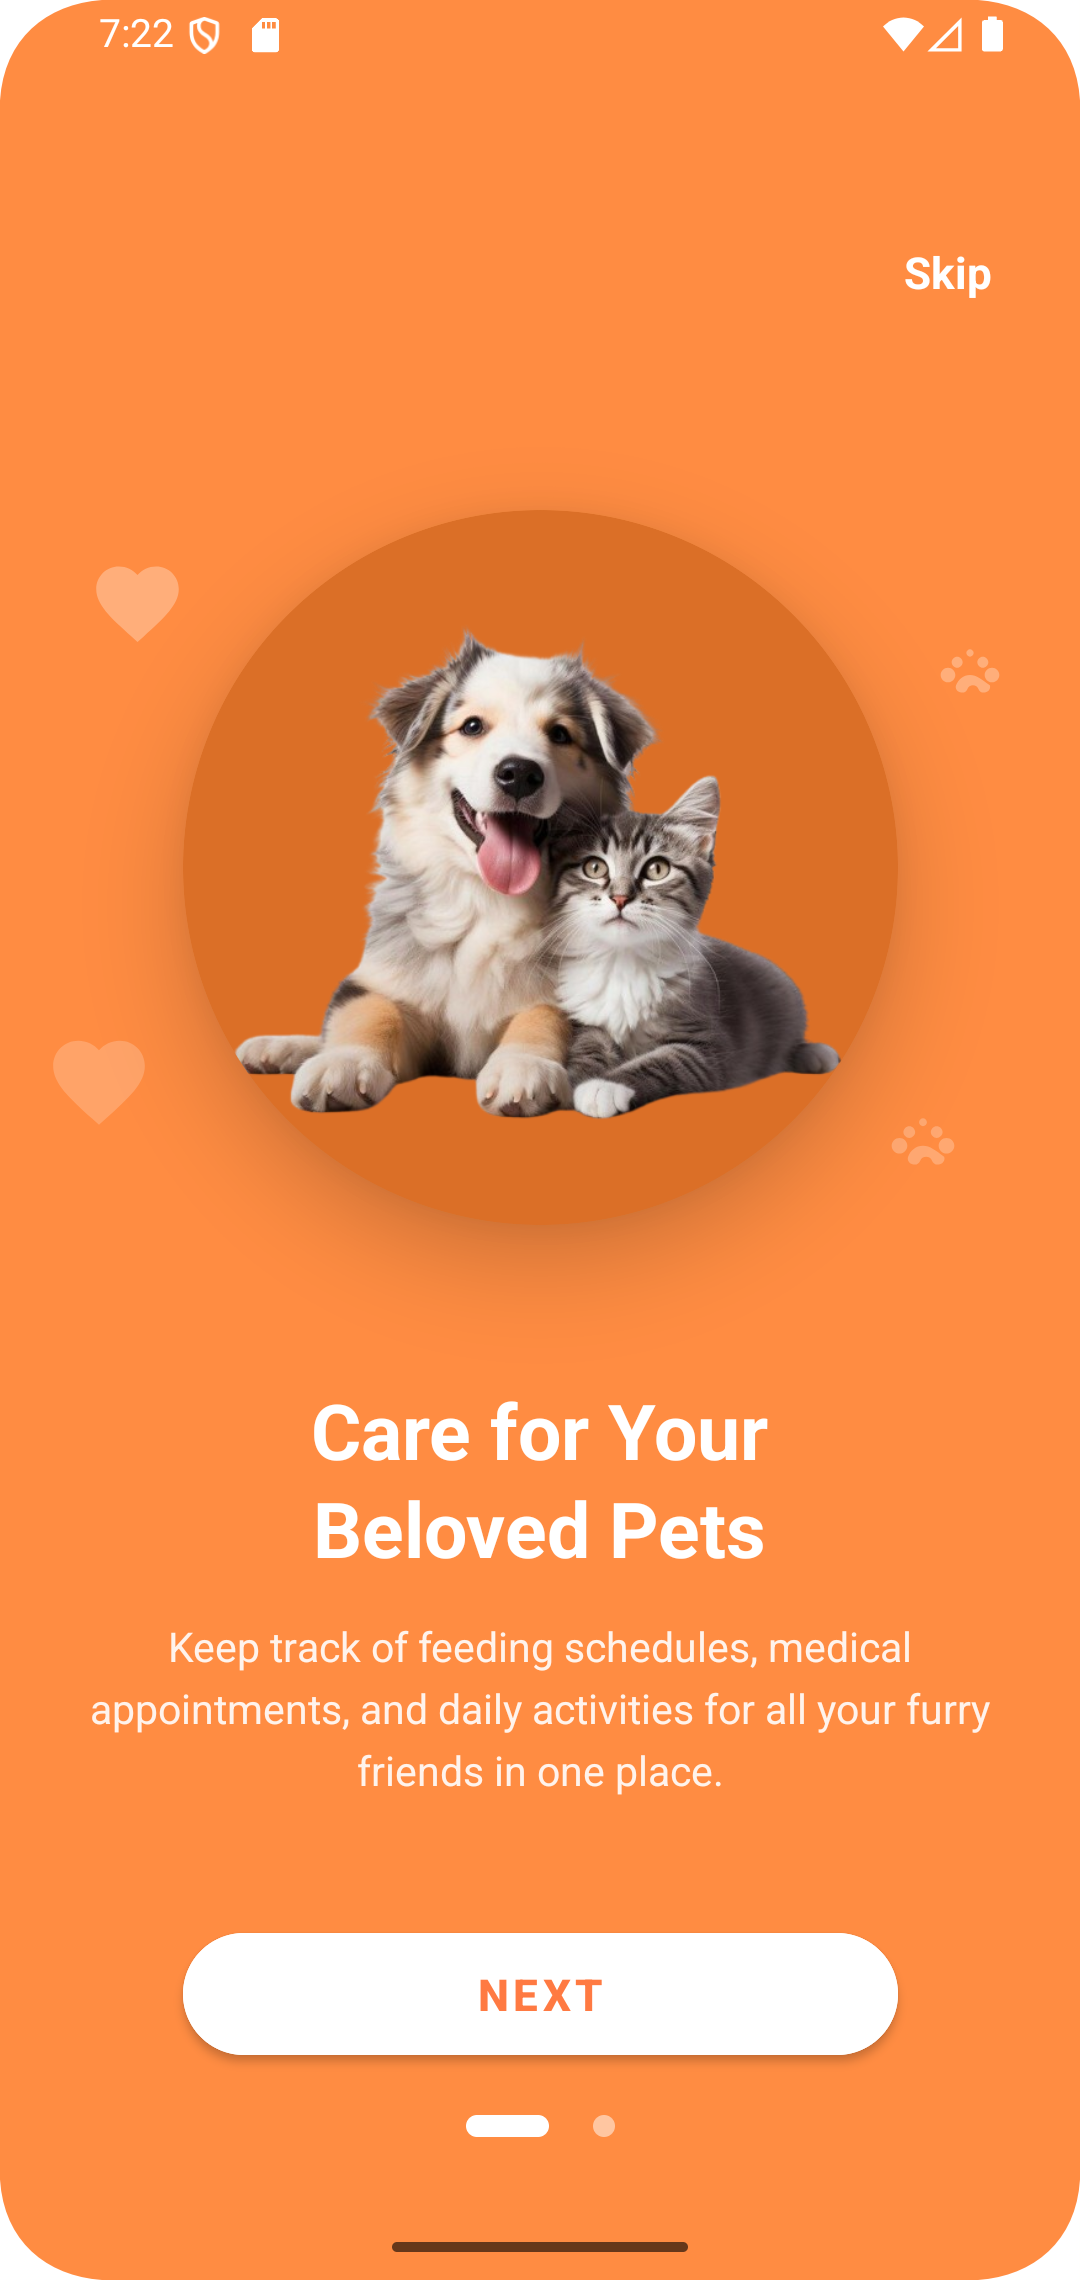 7:22
Skip
Care for Your
Beloved Pets
Keep track of feeding schedules, medical
appointments, and daily activities for all your furry
friends in one place.
NEXT